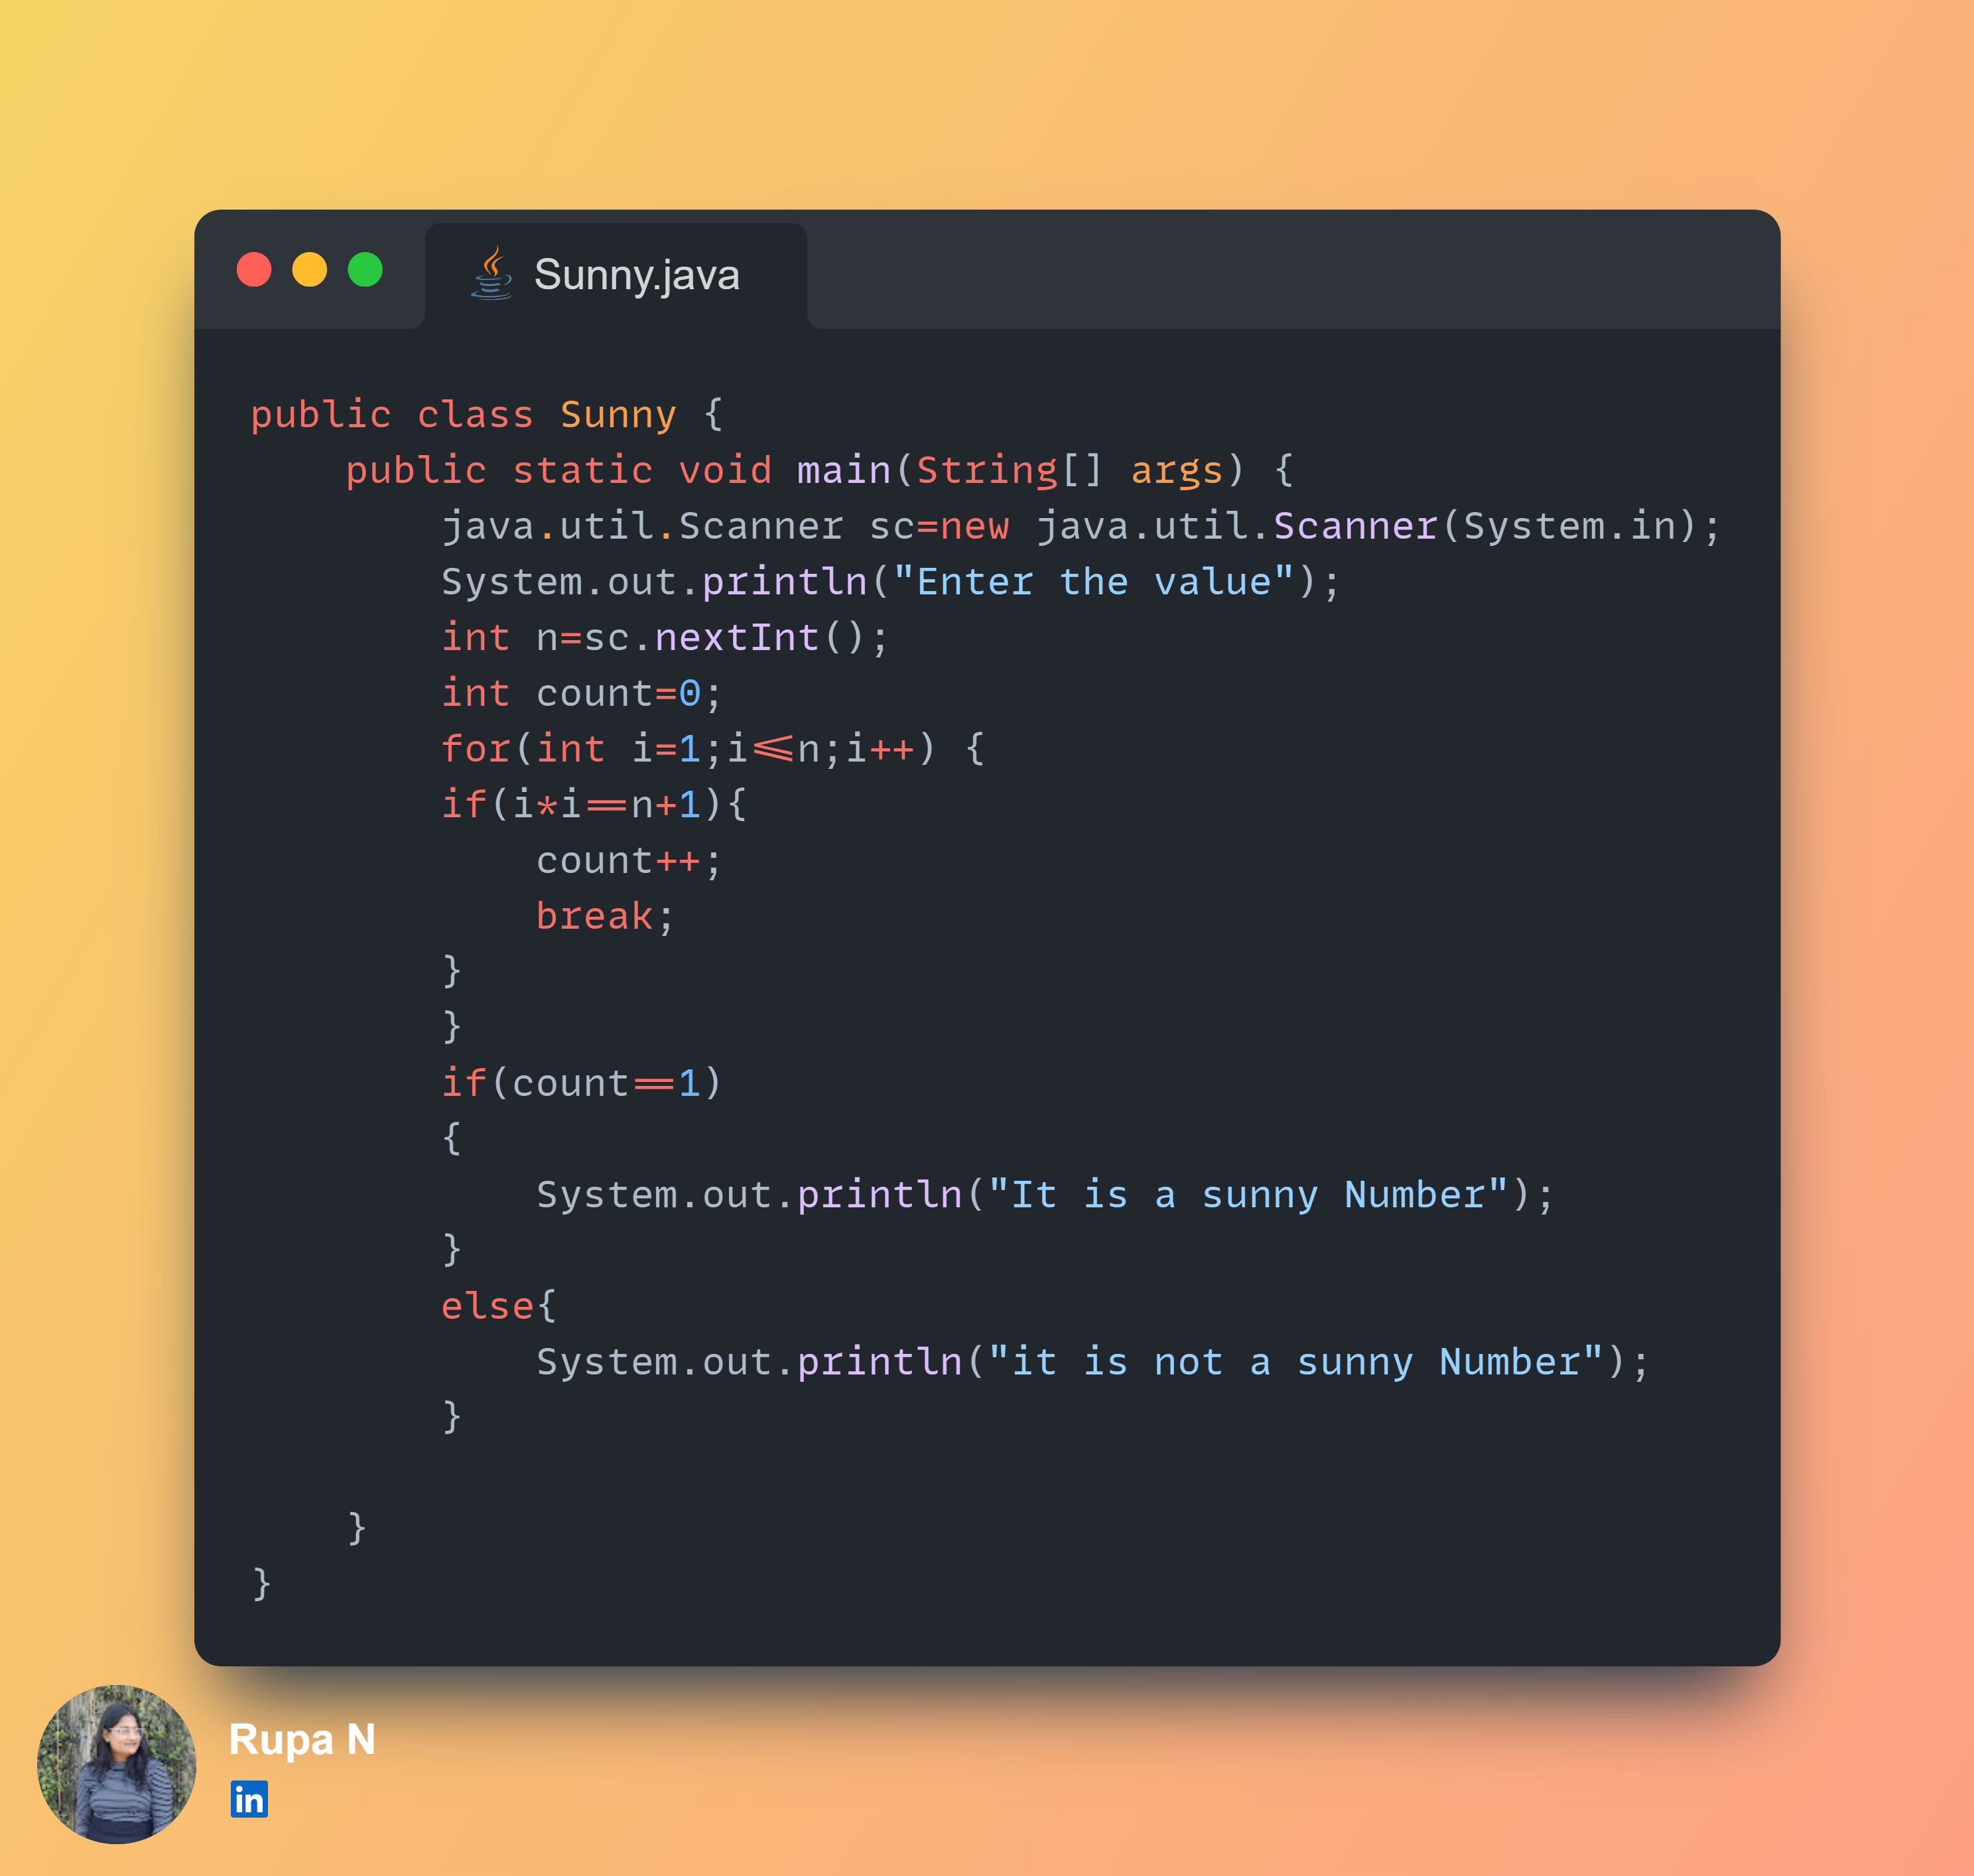 Sunny.java
public class Sunny {
    public static void main(String[] args) {
        java.util.Scanner sc=new java.util.Scanner(System.in);
        System.out.println("Enter the value");
        int n=sc.nextInt();
        int count=0;
        for(int i=1;i<=n;i++) {
        if(i*i==n+1){
            count++;
            break;
        }
        }
        if(count==1)
        {
            System.out.println("It is a sunny Number");
        }
        else{
            System.out.println("it is not a sunny Number");
        }

    }
}
Rupa N
in